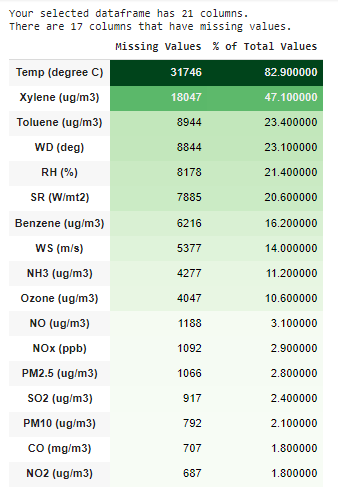 Your selected dataframe has 21 columns.
There are 17 columns that have missing values.
Missing Values % of Total Values
Temp (degree C) 31746 82.900000
Xylene (ug/m3) 18047 47.100000
Toluene (ug/m3) 8944 23.400000
WD (deg) 8844 23.100000
RH (%) 8178 21.400000
SR (W/mt2) 7885 20.600000
Benzene (ug/m3) 6216 16.200000
WS (m/s) 5377 14.000000
NH3 (ug/m3) 4277 11.200000
Ozone (ug/m3) 4047 10.600000
NO (ug/m3) 1188 3.100000
NOx (ppb) 1092 2.900000
PM2.5 (ug/m3) 1066 2.800000
SO2 (ug/m3) 917 2.400000
PM10 (ug/m3) 792 2.100000
CO (mg/m3) 707 1.800000
NO2 (ug/m3) 687 1.800000